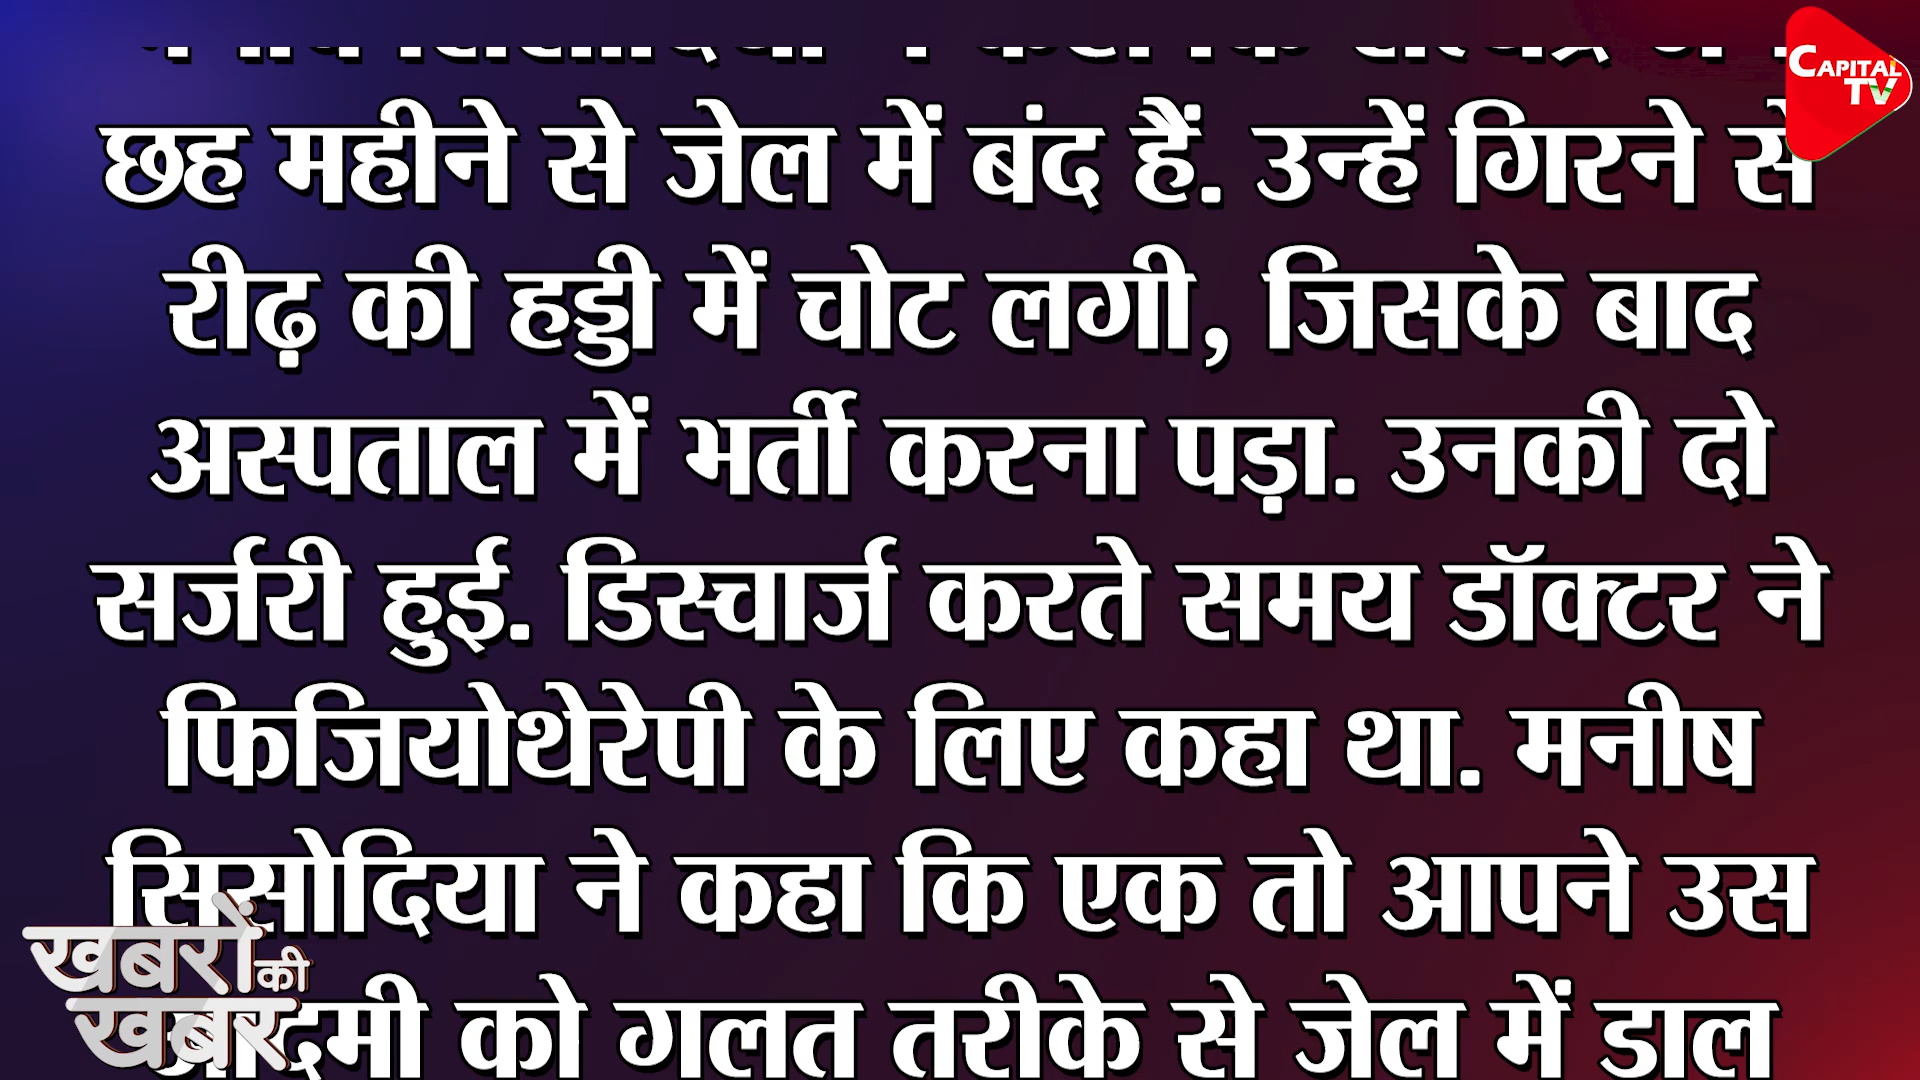 छह महीने से जेल में बंद हैं. उन्हें गिरने से
रीढ़ की हड्डी में चोट लगी, जिसके बाद
अस्पताल में भर्ती करना पड़ा. उनकी दो
सर्जरी हुई. डिस्चार्ज करते समय डॉक्टर ने
फिजियोथेरेपी के लिए कहा था. मनीष
सिसोदिया ने कहा कि एक तो आपने उस
आदमी को गलत तरीके से जेल में डाल
CAPITAL
TV
खबरों की
खबर